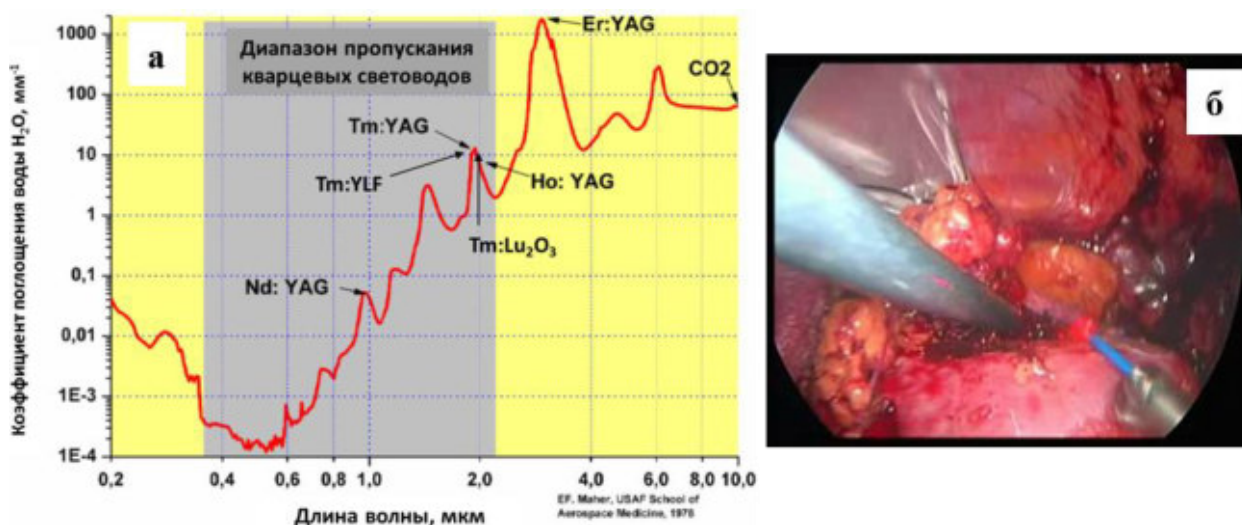 а
Диапазон пропускания
кварцевых световодов
Er:YAG
CO2
Tm:YAG
Tm:YLF
Ho: YAG
Tm:Lu₂O₃
Nd: YAG
Коэффициент поглощения воды H₂O, мм⁻¹
1000
100
10
1
0,1
0,01
1E-3
1E-4
0,2 0,4 0,6 0,8 1,0 2,0 4,0 6,0 8,0 10,0
Длина волны, мкм
EF. Maher, USAF School of
Aerospace Medicine, 1978
б